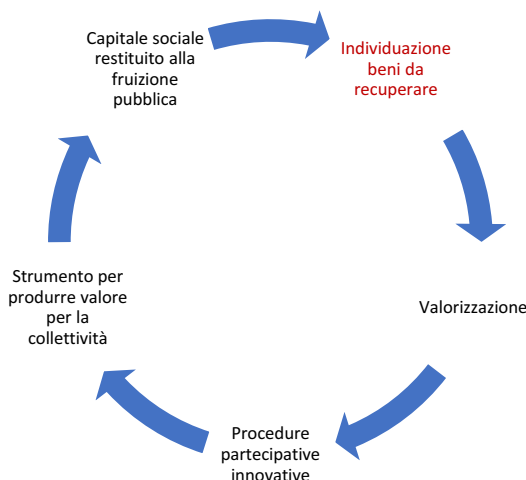 Capitale sociale
restituito alla
fruizione
pubblica
Individuazione
beni da
recuperare
Valorizzazione
Procedure
partecipative
innovative
Strumento per
produrre valore
per la
collettività